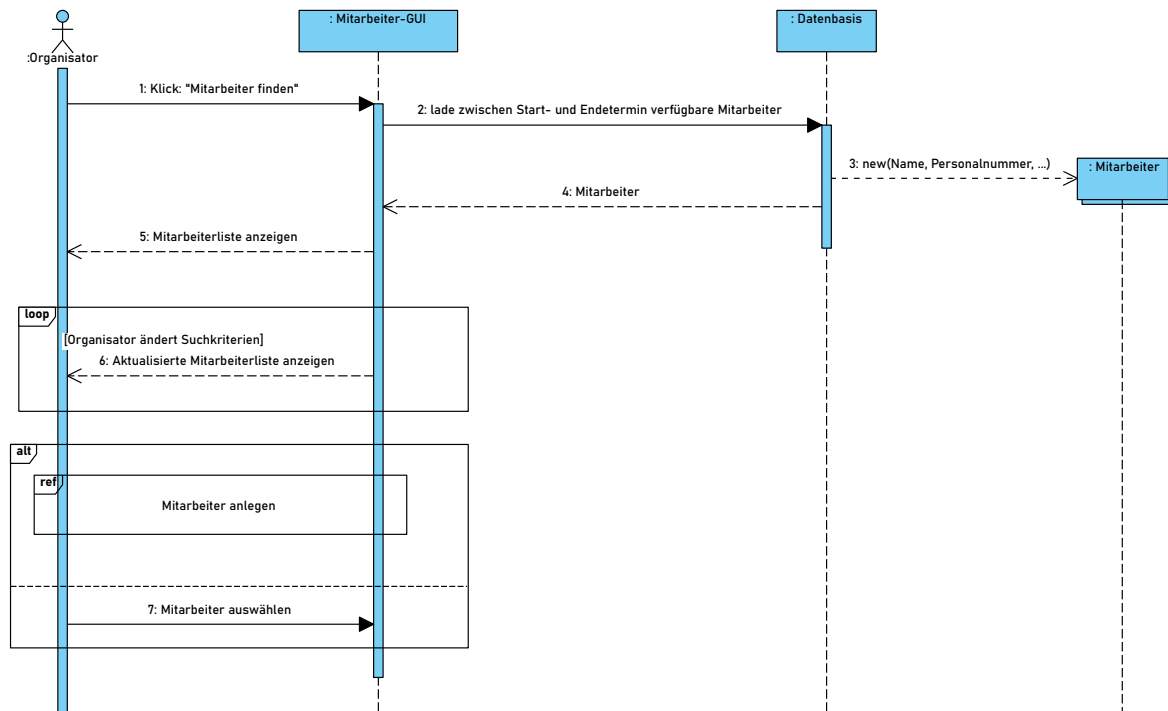 :Organisator
: Mitarbeiter-GUI
: Datenbasis
1: Klick: "Mitarbeiter finden"
2: lade zwischen Start- und Endetermin verfügbare Mitarbeiter
3: new(Name, Personalnummer, ...)
: Mitarbeiter
4: Mitarbeiter
5: Mitarbeiterliste anzeigen
loop
[Organisator ändert Suchkriterien]
6: Aktualisierte Mitarbeiterliste anzeigen
alt
ref
Mitarbeiter anlegen
7: Mitarbeiter auswählen